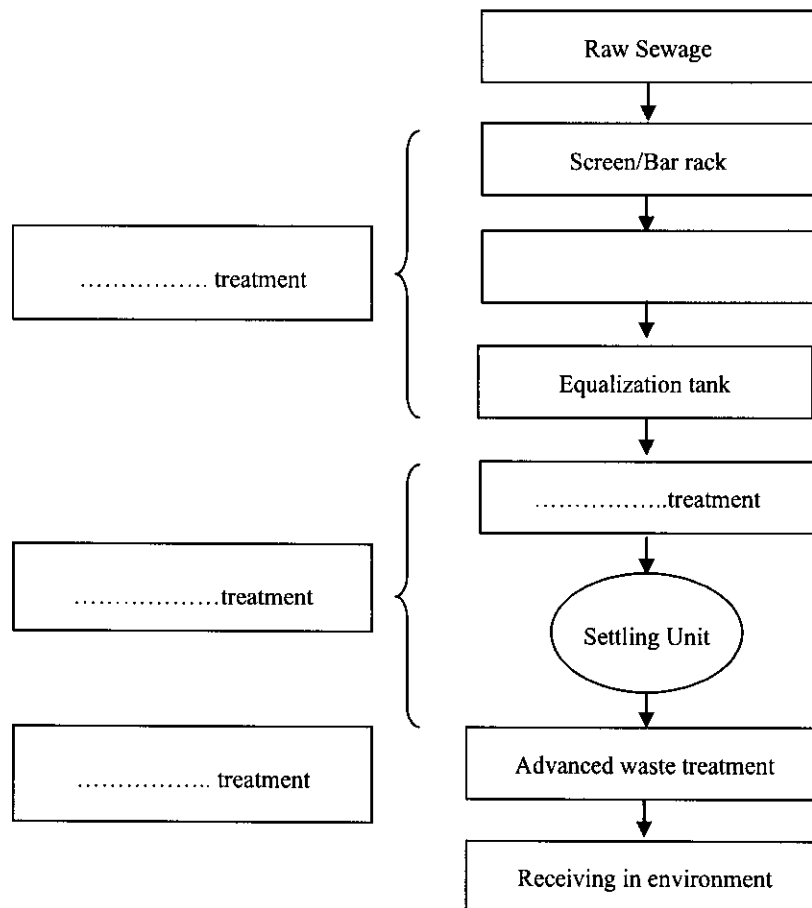 Raw Sewage
Screen/Bar rack
................ treatment
Equalization tank
................treatment
.................treatment
Settling Unit
................ treatment
Advanced waste treatment
Receiving in environment